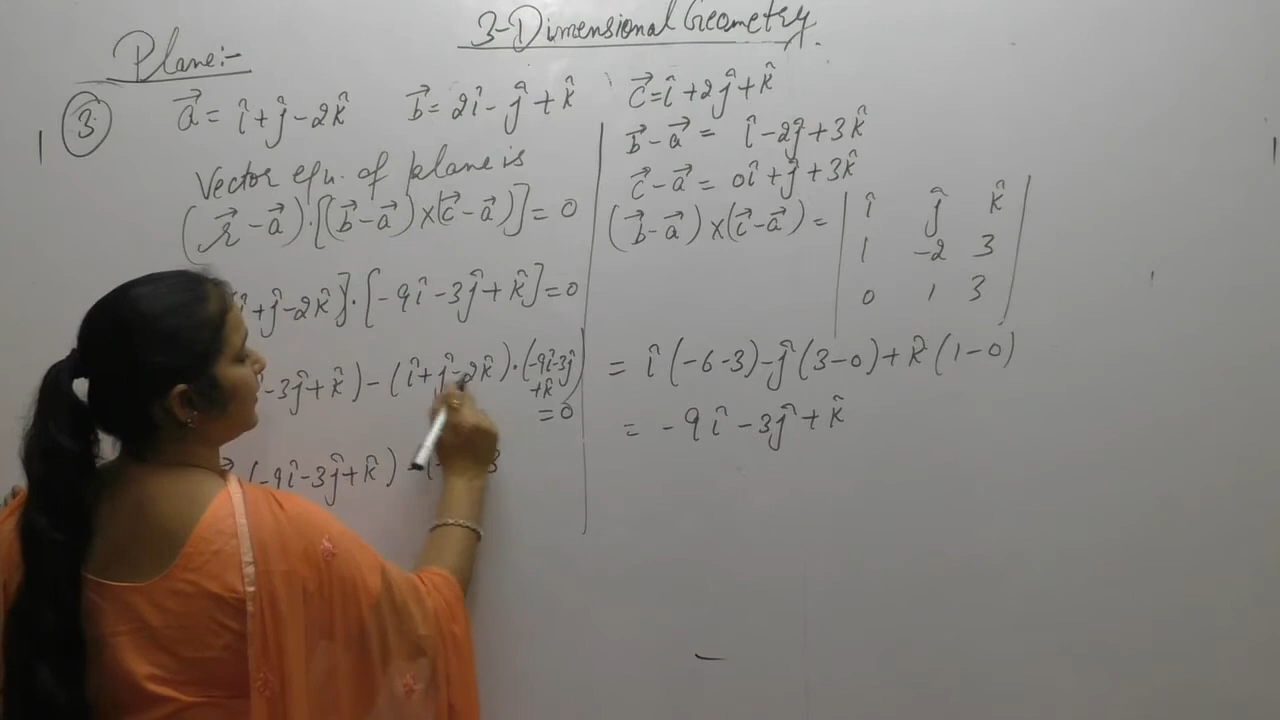 3-Dimensional Geometry.
Plane:-
③ a⃗ = î+ĵ-2k̂ b⃗ = 2î-ĵ+k̂ c⃗=î+2ĵ+k̂
b⃗-a⃗ = î-2ĵ+3k̂
c⃗-a⃗ = 0î+ĵ+3k̂
(b⃗-a⃗)×(c⃗-a⃗) = | î ĵ k̂
1 -2 3
0 1 3 |
= î(-6-3)-ĵ(3-0)+k̂(1-0)
= -9î-3ĵ+k̂
Vector equ. of plane is
(r⃗-a⃗)·[(b⃗-a⃗)×(c⃗-a⃗)]=0
+ĵ-2k̂]·[-9î-3ĵ+k̂]=0
-3ĵ+k̂)-(î+ĵ-2k̂)·(-9î-3ĵ
+k̂)
=0
(-9î-3ĵ+k̂)-(